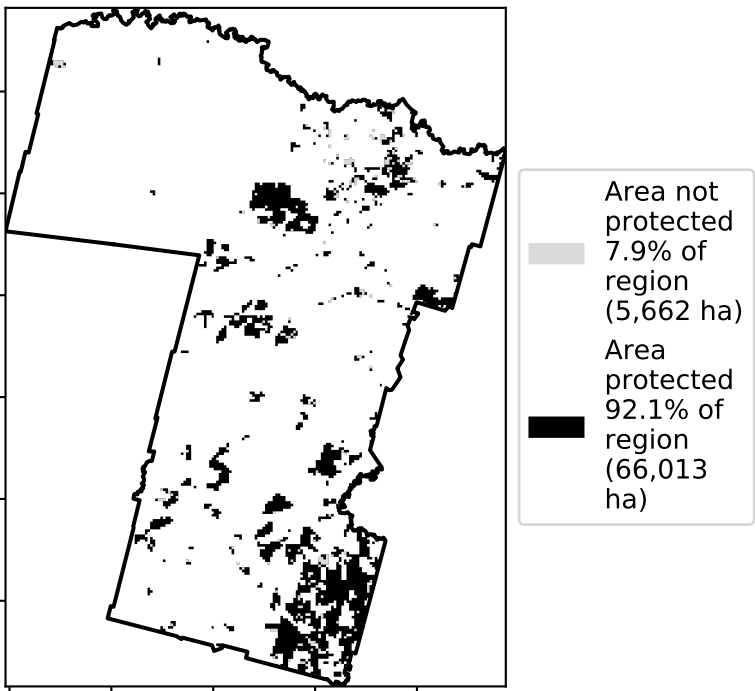 Area not
protected
7.9% of
region
(5,662 ha)
Area
protected
92.1% of
region
(66,013
ha)